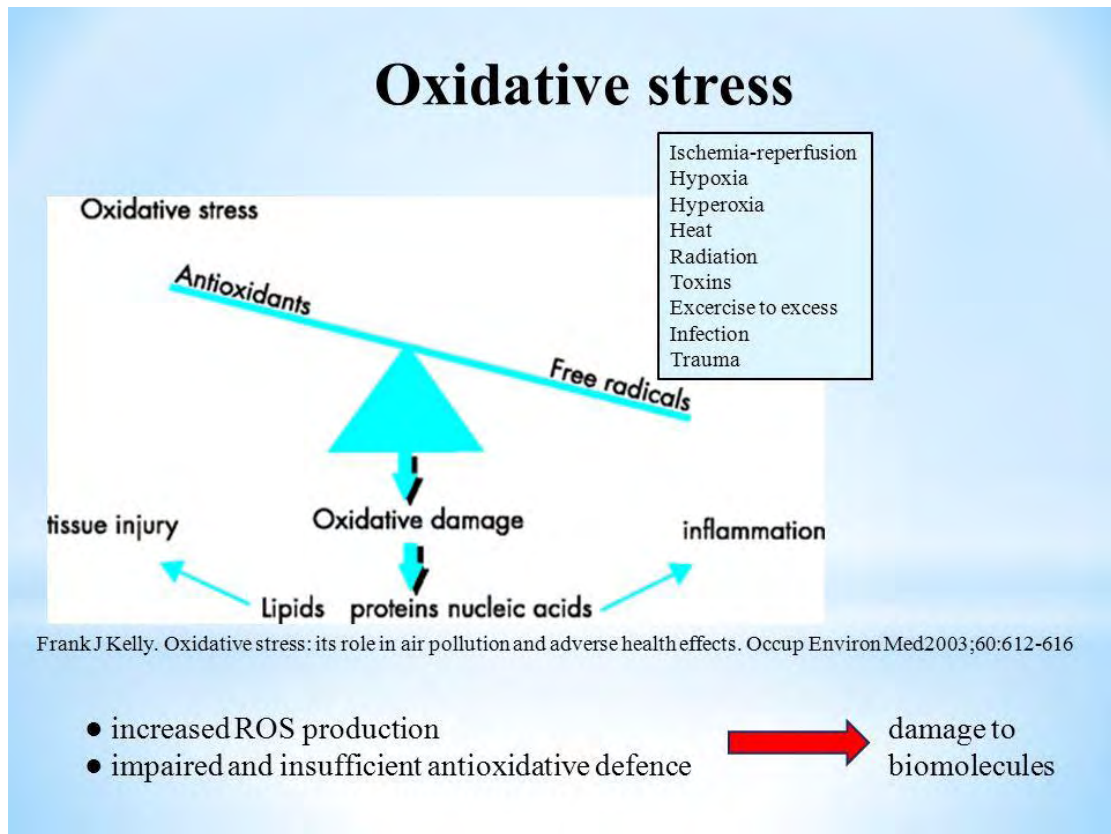 Oxidative stress
Ischemia-reperfusion
Hypoxia
Hyperoxia
Heat
Radiation
Toxins
Excercise to excess
Infection
Trauma
Oxidative stress
Antioxidants
Free radicals
Oxidative damage
tissue injury
inflammation
Lipids proteins nucleic acids
Frank J Kelly. Oxidative stress: its role in air pollution and adverse health effects. Occup Environ Med2003;60:612-616
● increased ROS production
● impaired and insufficient antioxidative defence
damage to
biomolecules